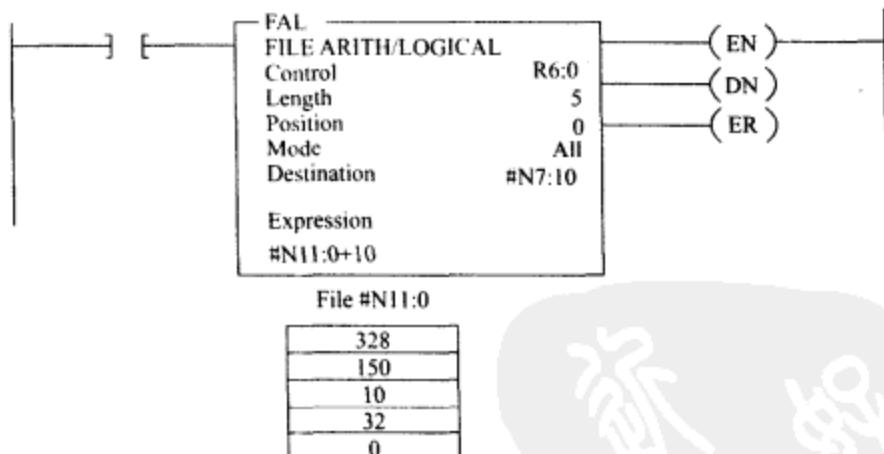 FAL
FILE ARITH/LOGICAL
Control R6:0
Length 5
Position 0
Mode All
Destination #N7:10
Expression
#N11:0+10
EN
DN
ER
File #N11:0
328
150
10
32
0